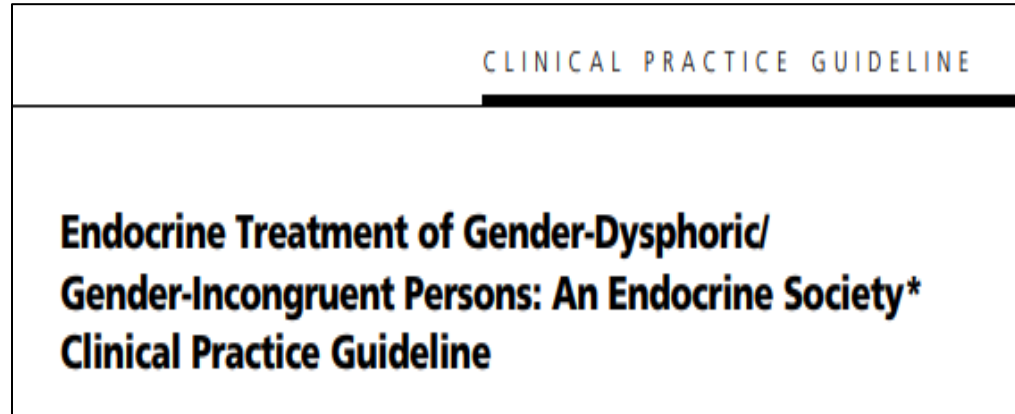 CLINICAL PRACTICE GUIDELINE
Endocrine Treatment of Gender-Dysphoric/
Gender-Incongruent Persons: An Endocrine Society*
Clinical Practice Guideline